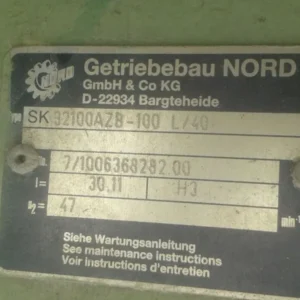 Getriebebau NORD
GmbH & Co KG
D-22934 Bargteheide
SK 32100AZB-100 L/40
7/1006368282.00
i= 30.11 H3
n₂= 47 min⁻¹
Siehe Wartungsanleitung
See maintenance instructions
Voir instructions d'entretien